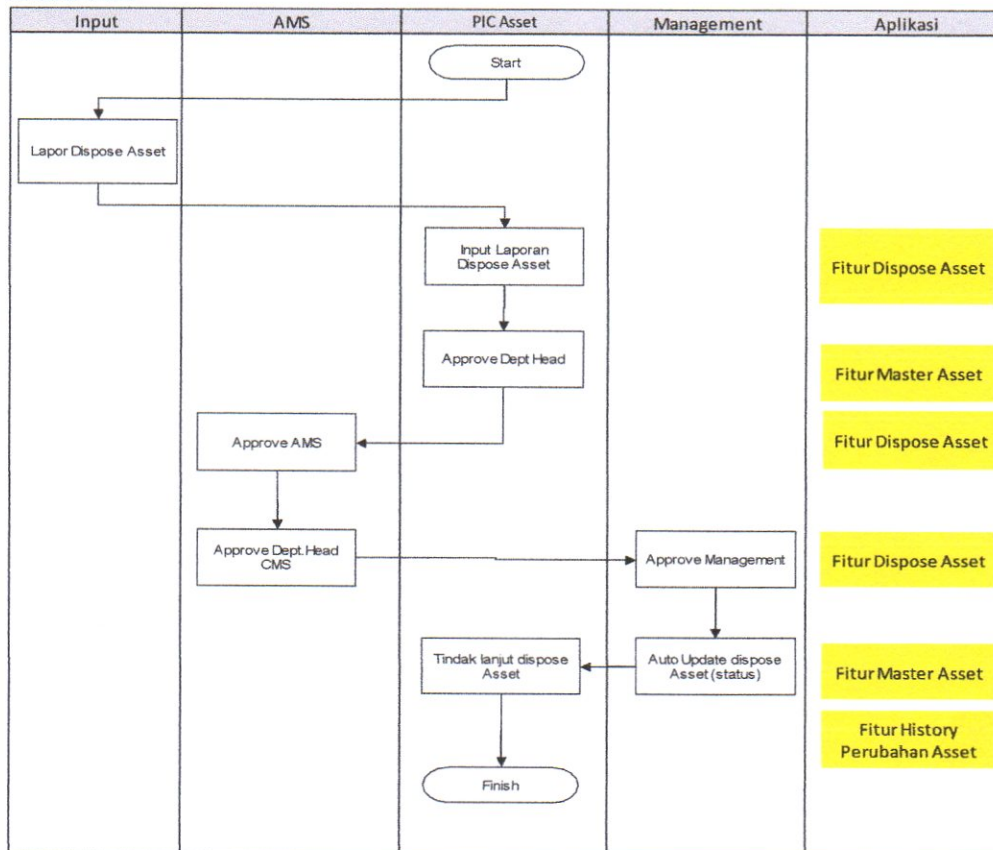 Input
AMS
PIC Asset
Management
Aplikasi
Start
Lapor Dispose Asset
Input Laporan
Dispose Asset
Fitur Dispose Asset
Approve Dept Head
Fitur Master Asset
Approve AMS
Fitur Dispose Asset
Approve Dept.Head
CMS
Approve Management
Fitur Dispose Asset
Tindak lanjut dispose
Asset
Auto Update dispose
Asset (status)
Fitur Master Asset
Fitur History
Perubahan Asset
Finish